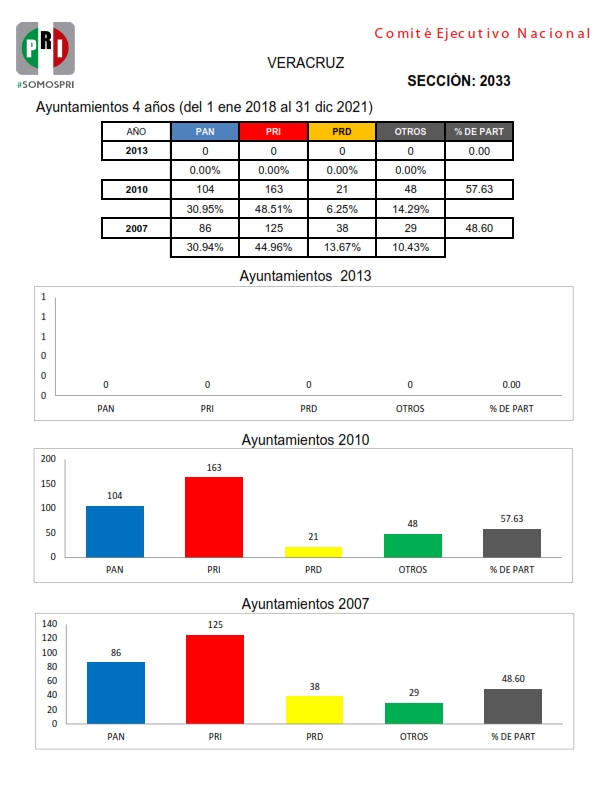 PRI
#SOMOSPRI
Comité Ejecutivo Nacional
VERACRUZ
SECCIÓN: 2033
Ayuntamientos 4 años (del 1 ene 2018 al 31 dic 2021)
AÑO PAN PRI PRD OTROS % DE PART
2013 0 0 0 0 0.00
0.00% 0.00% 0.00% 0.00%
2010 104 163 21 48 57.63
30.95% 48.51% 6.25% 14.29%
2007 86 125 38 29 48.60
30.94% 44.96% 13.67% 10.43%
Ayuntamientos 2013
1
1
1
0
0
0
0 0 0 0 0.00
PAN PRI PRD OTROS % DE PART
Ayuntamientos 2010
200
150
100
50
0
104 163 21 48 57.63
PAN PRI PRD OTROS % DE PART
Ayuntamientos 2007
140
120
100
80
60
40
20
0
86 125 38 29 48.60
PAN PRI PRD OTROS % DE PART